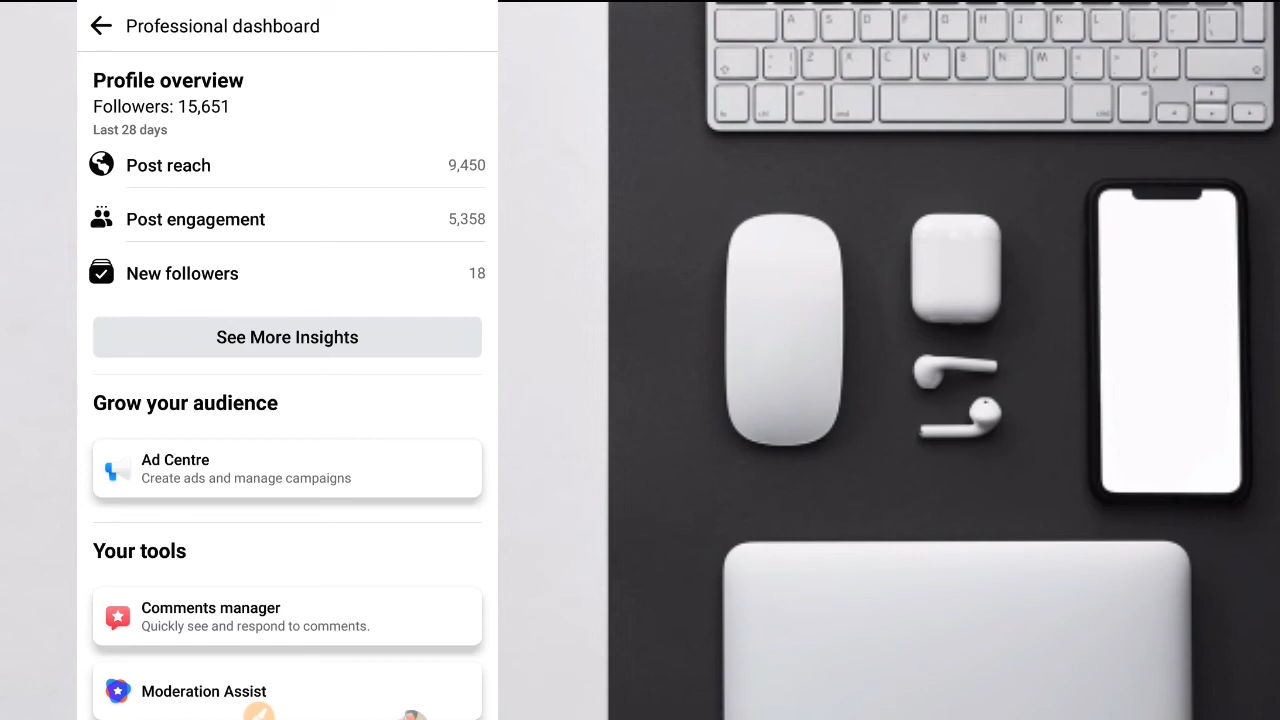 Professional dashboard
Profile overview
Followers: 15,651
Last 28 days
Post reach 9,450
Post engagement 5,358
New followers 18
See More Insights
Grow your audience
Ad Centre
Create ads and manage campaigns
Your tools
Comments manager
Quickly see and respond to comments.
Moderation Assist
A S D F G H J K L
Z X C V B N M